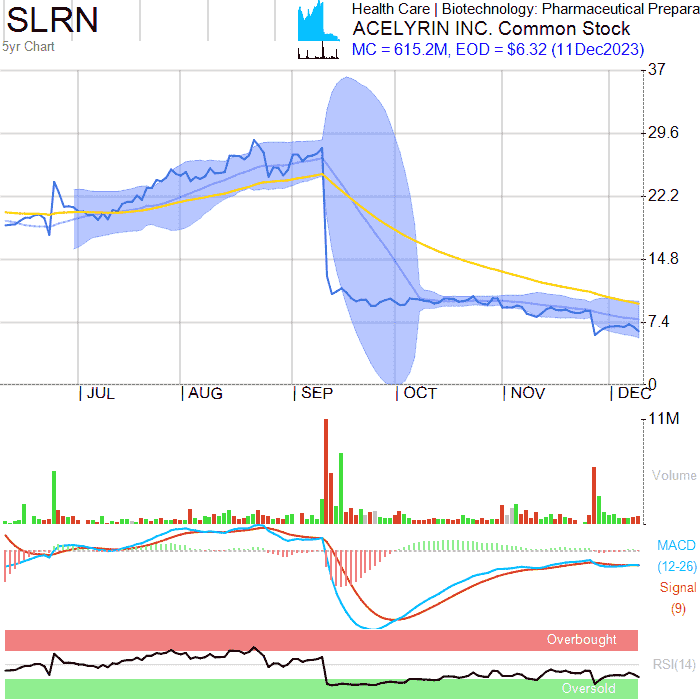 SLRN
5yr Chart
Health Care | Biotechnology: Pharmaceutical Prepara
ACELYRIN INC. Common Stock
MC = 615.2M, EOD = $6.32 (11Dec2023)
37
29.6
22.2
14.8
7.4
0
| JUL | AUG | SEP | OCT | NOV | DEC
11M
Volume
MACD
(12-26)
Signal
(9)
Overbought
RSI(14)
Oversold